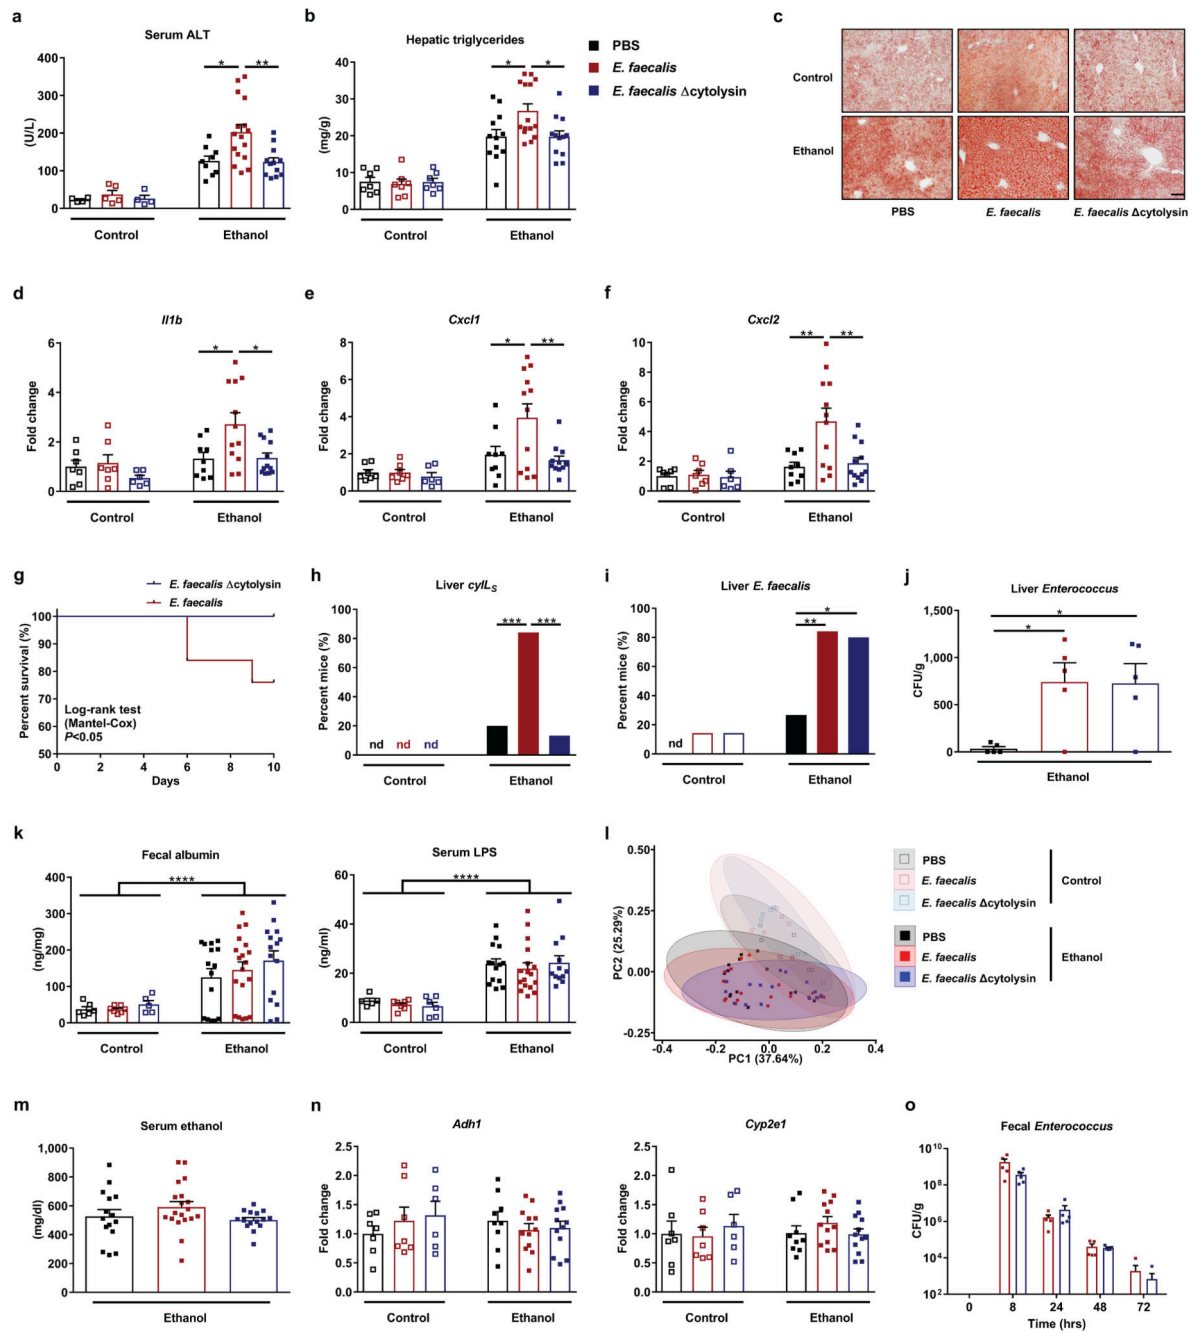 a
Serum ALT
400
300
200
100
0
(U/L)
*
**
Control
Ethanol
b
Hepatic triglycerides
40
30
20
10
0
(mg/g)
*
*
Control
Ethanol
PBS
E. faecalis
E. faecalis Δcytolysin
c
Control
Ethanol
PBS
E. faecalis
E. faecalis Δcytolysin
d
Il1b
6
4
2
0
Fold change
*
*
Control
Ethanol
e
Cxcl1
8
6
4
2
0
Fold change
*
**
Control
Ethanol
f
Cxcl2
10
8
6
4
2
0
Fold change
**
**
Control
Ethanol
g
E. faecalis Δcytolysin
E. faecalis
100
90
80
70
60
50
Percent survival (%)
Log-rank test
(Mantel-Cox)
P<0.05
0 2 4 6 8 10
Days
h
Liver cylLS
100
80
60
40
20
0
Percent mice (%)
nd nd nd
***
***
Control
Ethanol
i
Liver E. faecalis
100
80
60
40
20
0
Percent mice (%)
nd
*
**
Control
Ethanol
j
Liver Enterococcus
1,500
1,000
500
0
CFU/g
*
*
Ethanol
k
Fecal albumin
400
300
200
100
0
(ng/mg)
****
Control
Ethanol
Serum LPS
60
40
20
0
(ng/ml)
****
Control
Ethanol
l
0.50
0.25
0.00
-0.25
PC2 (25.29%)
-0.4 -0.2 0.0 0.2 0.4
PC1 (37.64%)
PBS
E. faecalis
E. faecalis Δcytolysin
Control
PBS
E. faecalis
E. faecalis Δcytolysin
Ethanol
m
Serum ethanol
1,000
800
600
400
200
0
(mg/dl)
Ethanol
n
Adh1
2.5
2.0
1.5
1.0
0.5
0.0
Fold change
Control
Ethanol
Cyp2e1
2.5
2.0
1.5
1.0
0.5
0.0
Fold change
Control
Ethanol
o
Fecal Enterococcus
10^10
10^8
10^6
10^4
10^2
CFU/g
0 8 24 48 72
Time (hrs)